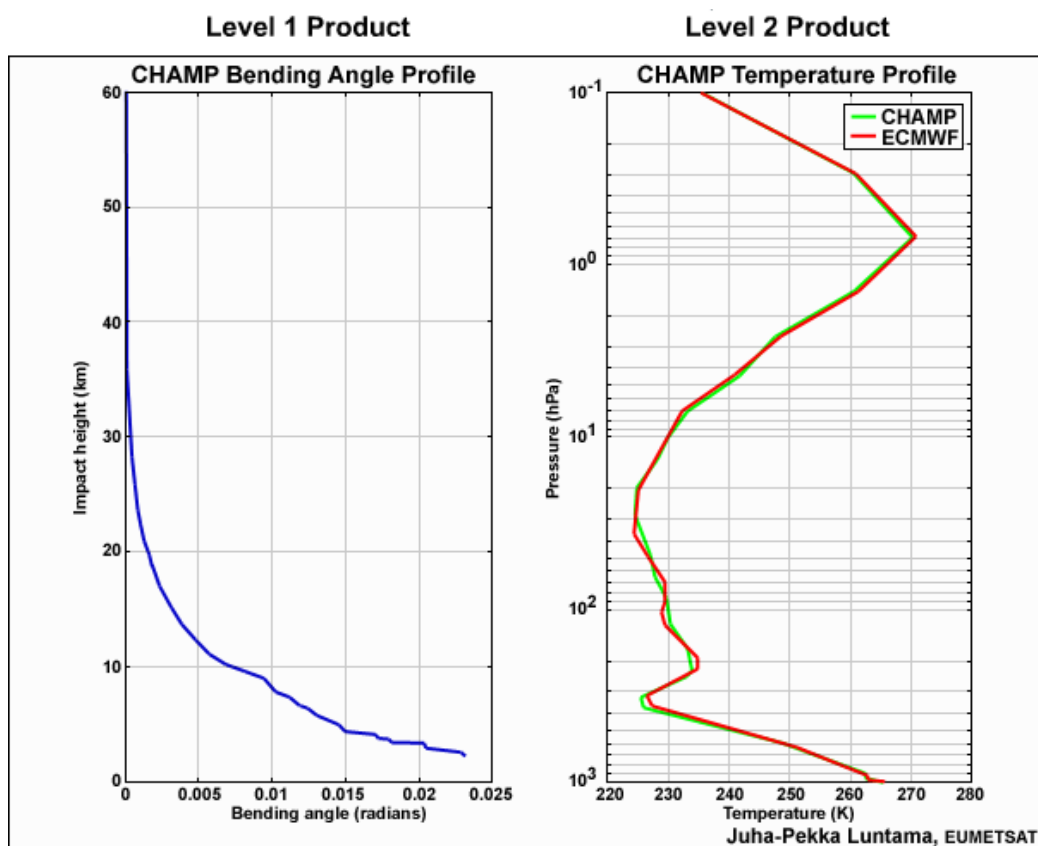 Level 1 Product
CHAMP Bending Angle Profile
60
60
40
30
20
10
0
Impact height (km)
0
0.005
0.01
0.015
0.02
0.025
Bending angle (radians)
Level 2 Product
CHAMP Temperature Profile
CHAMP
ECMWF
10⁻¹
10⁰
10¹
10²
10³
Pressure (hPa)
220
230
240
250
260
270
280
Temperature (K)
Juha-Pekka Luntama, EUMETSAT